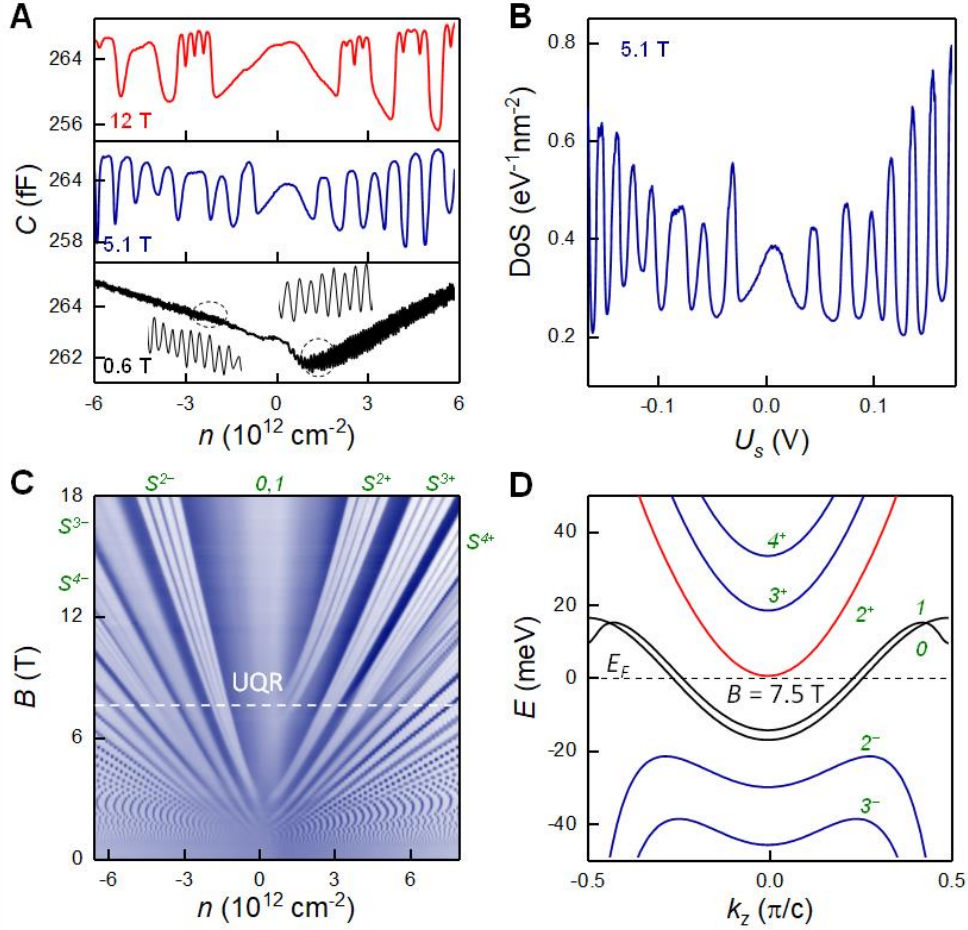 A
264
256
12 T
264
258
5.1 T
264
262
0.6 T
C (fF)
-6 -3 0 3 6
n (10¹² cm⁻²)
B
5.1 T
0.8
0.6
0.4
0.2
DoS (eV⁻¹nm⁻²)
-0.1 0.0 0.1
Uₛ (V)
C
S²⁻ 0,1 S²⁺ S³⁺
S³⁻
S⁴⁺
S⁴⁻
18
12
6
0
B (T)
UQR
-6 -3 0 3 6
n (10¹² cm⁻²)
D
40
20
0
-20
-40
E (meV)
4⁺
3⁺
2⁺
1
0
E_F
B = 7.5 T
2⁻
3⁻
-0.5 0.0 0.5
k_z (π/c)